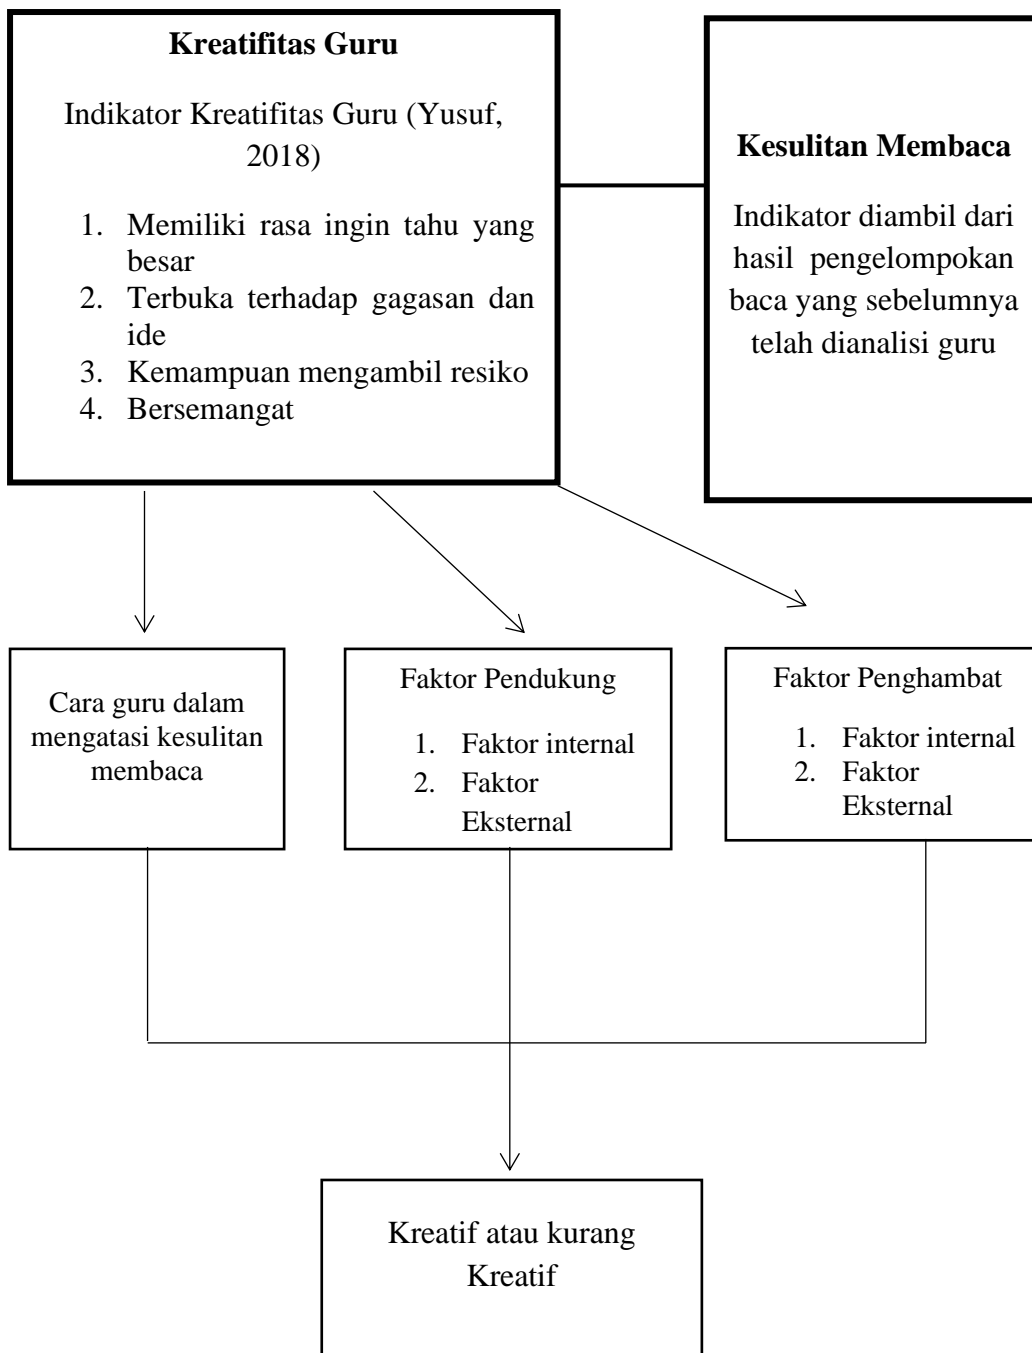 Kreatifitas Guru
Indikator Kreatifitas Guru (Yusuf,
2018)
1. Memiliki rasa ingin tahu yang
besar
2. Terbuka terhadap gagasan dan
ide
3. Kemampuan mengambil resiko
4. Bersemangat
Kesulitan Membaca
Indikator diambil dari
hasil pengelompokan
baca yang sebelumnya
telah dianalisi guru
Cara guru dalam
mengatasi kesulitan
membaca
Faktor Pendukung
1. Faktor internal
2. Faktor
Eksternal
Faktor Penghambat
1. Faktor internal
2. Faktor
Eksternal
Kreatif atau kurang
Kreatif